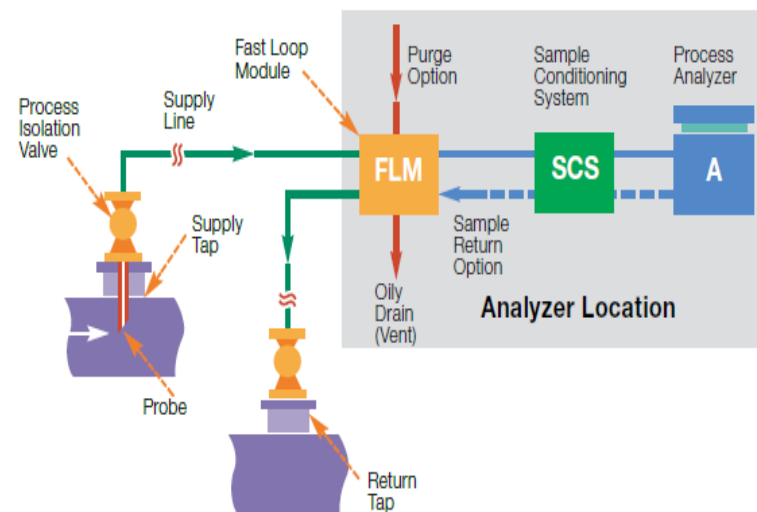 Fast Loop
Module
Purge
Option
Sample
Conditioning
System
Process
Analyzer
Process
Isolation
Valve
Supply
Line
FLM
SCS
A
Supply
Tap
Sample
Return
Option
Oily
Drain
(Vent)
Analyzer Location
Probe
Return
Tap